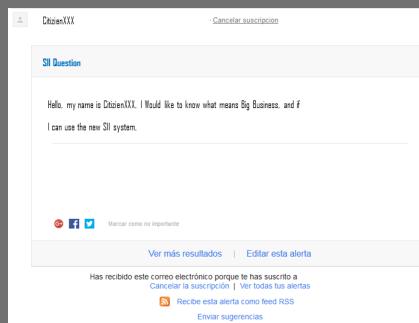 CitizienXXX · Cancelar suscripcion
SII Question
Hello, my name is CitizienXXX, I Would like to know what means Big Business, and if
I can use the new SII system.
G+ f Marcar como no importante
Ver más resultados | Editar esta alerta
Has recibido este correo electrónico porque te has suscrito a
Cancelar la suscripción | Ver todas tus alertas
Recibe esta alerta como feed RSS
Enviar sugerencias